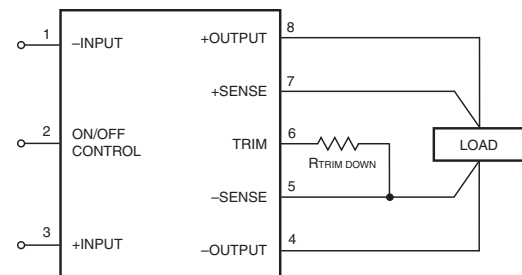 1
–INPUT
2
ON/OFF
CONTROL
3
+INPUT
+OUTPUT
8
+SENSE
7
TRIM
6
RTRIM DOWN
–SENSE
5
–OUTPUT
4
LOAD